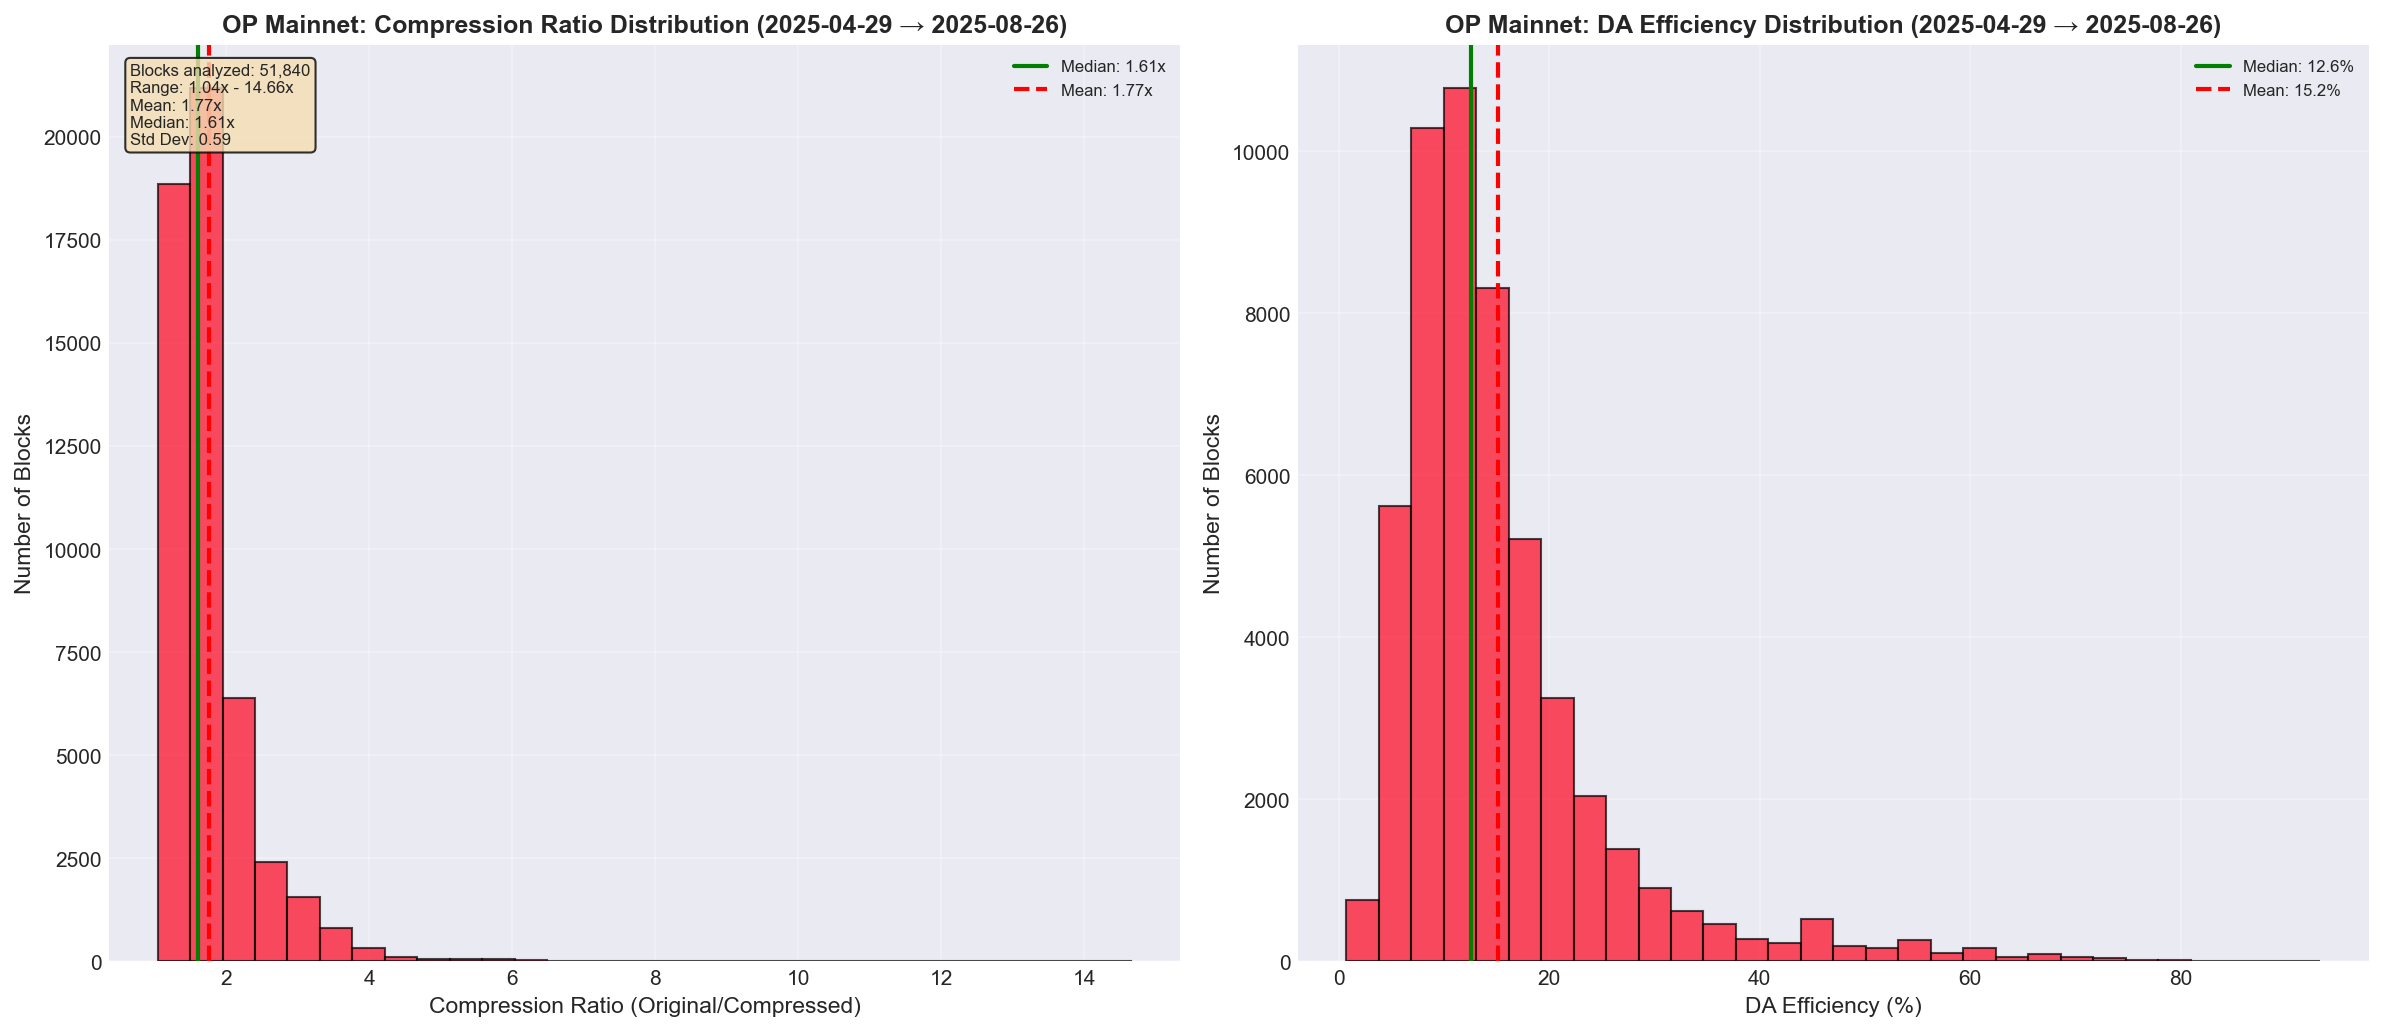 OP Mainnet: Compression Ratio Distribution (2025-04-29 → 2025-08-26)
Blocks analyzed: 51,840
Range: 1.04x - 14.66x
Mean: 1.77x
Median: 1.61x
Std Dev: 0.59
Median: 1.61x
Mean: 1.77x
Number of Blocks
20000
17500
15000
12500
10000
7500
5000
2500
0
2 4 6 8 10 12 14
Compression Ratio (Original/Compressed)
OP Mainnet: DA Efficiency Distribution (2025-04-29 → 2025-08-26)
Median: 12.6%
Mean: 15.2%
Number of Blocks
10000
8000
6000
4000
2000
0
0 20 40 60 80
DA Efficiency (%)